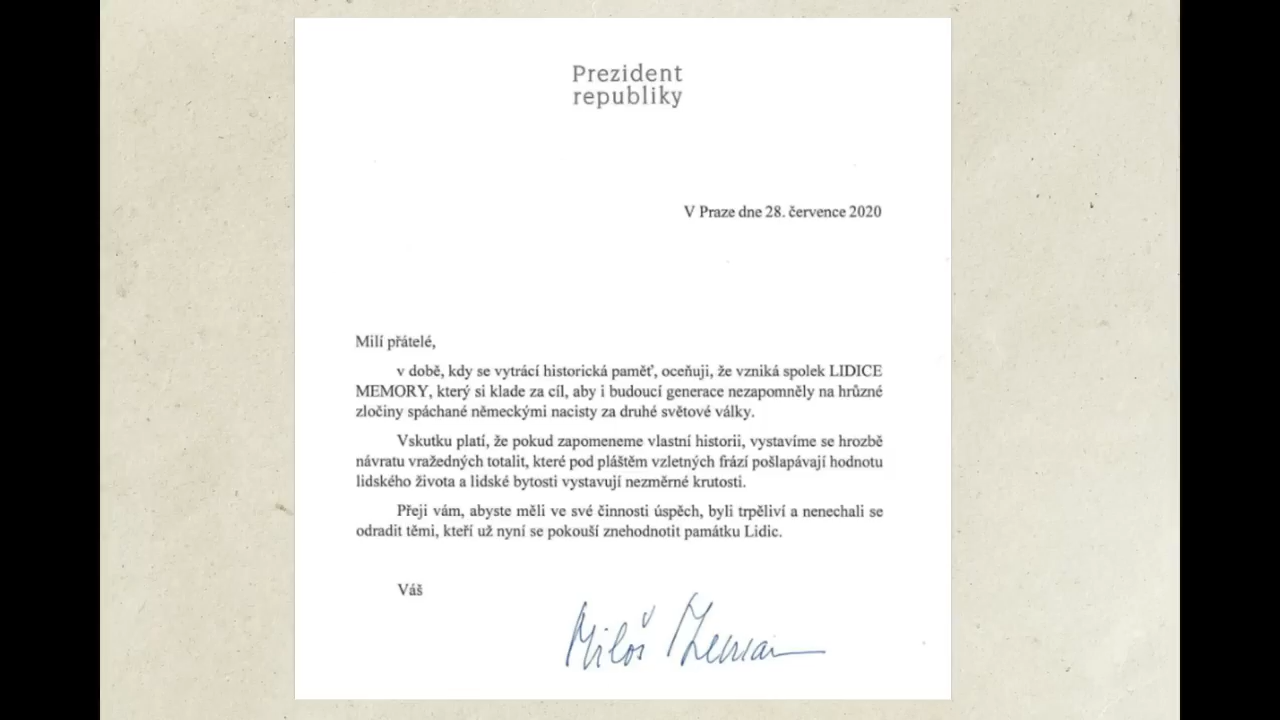 Prezident
republiky
V Praze dne 28. července 2020
Milí přátelé,
v době, kdy se vytrácí historická paměť, oceňuji, že vzniká spolek LIDICE
MEMORY, který si klade za cíl, aby i budoucí generace nezapomněly na hrůzné
zločiny spáchané německými nacisty za druhé světové války.
Vskutku platí, že pokud zapomeneme vlastní historii, vystavíme se hrozbě
návratu vražedných totalit, které pod pláštěm vzletných frází pošlapávají hodnotu
lidského života a lidské bytosti vystavují nezměrné krutosti.
Přeji vám, abyste měli ve své činnosti úspěch, byli trpěliví a nenechali se
odradit těmi, kteří už nyní se pokouší znehodnotit památku Lidic.
Váš
Miloš Zeman